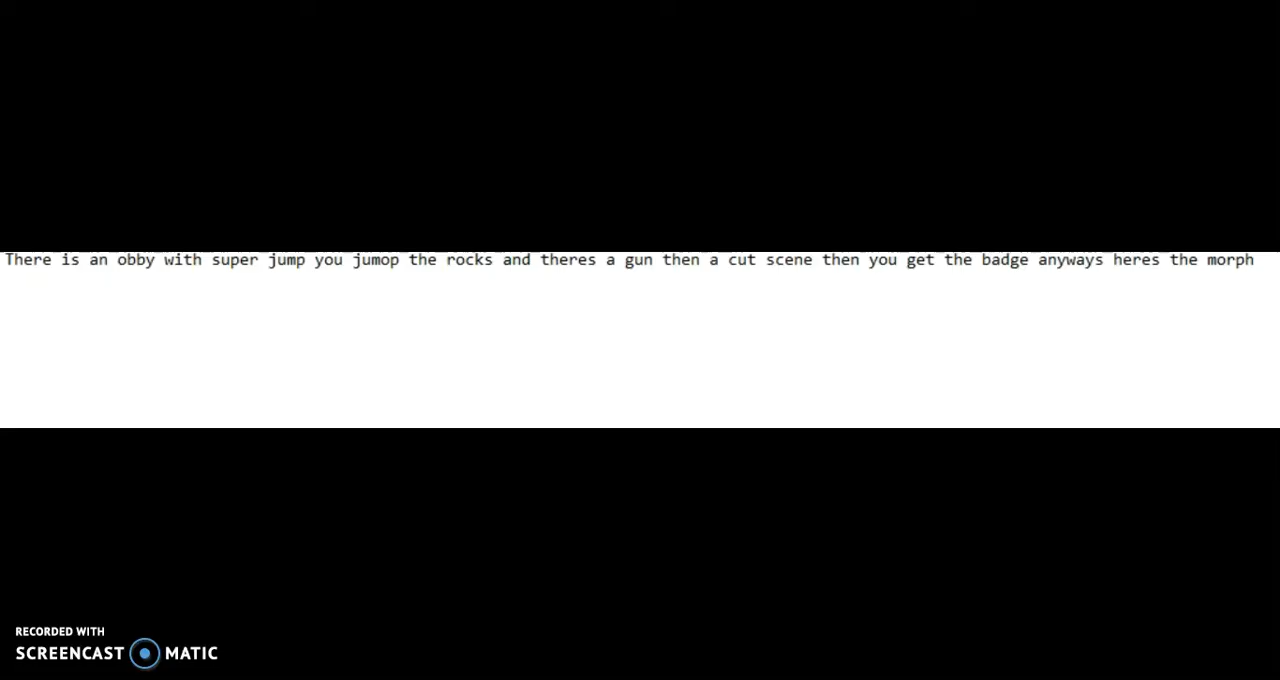 There is an obby with super jump you jumop the rocks and theres a gun then a cut scene then you get the badge anyways heres the morph
RECORDED WITH
SCREENCAST MATIC